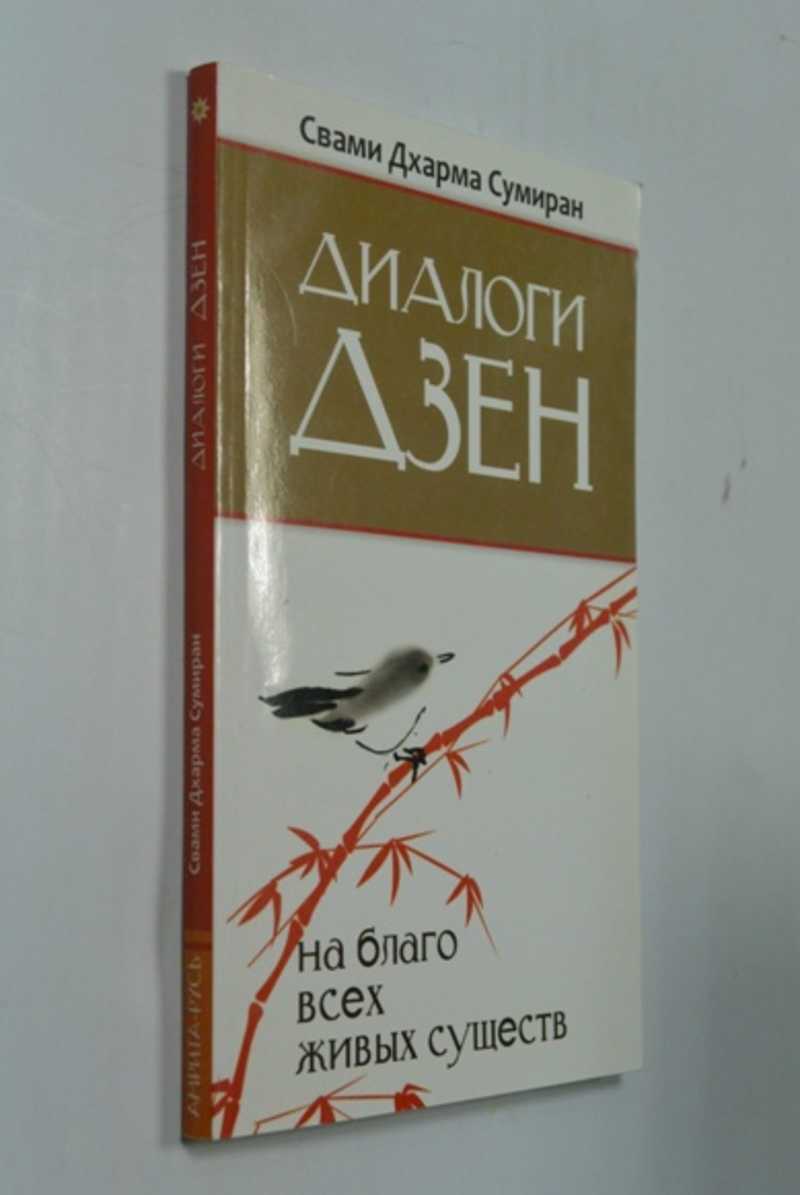 Свами Дхарма Сумиран
ДИАЛОГИ
ДЗЕН
на благо
всех
живых существ
ДИАЛОГИ ДЗЕН
Свами Дхарма Сумиран
АМРИТА-РУСЬ